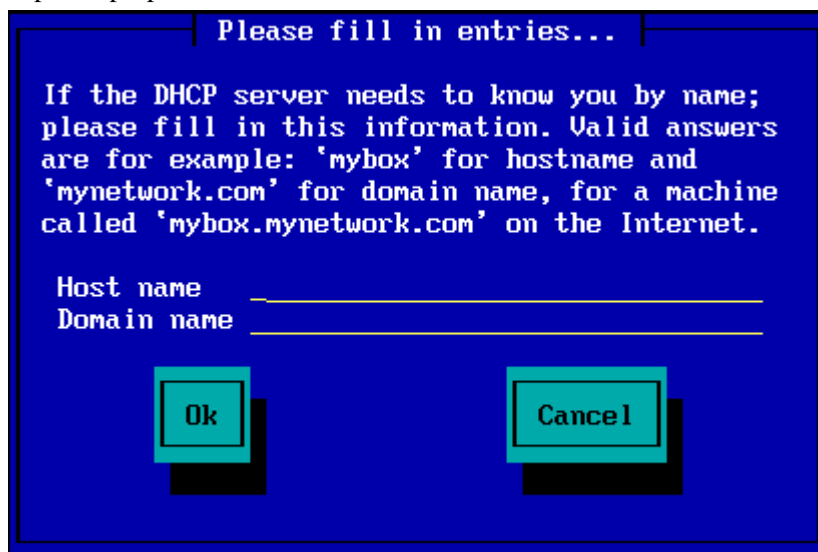 Please fill in entries...
If the DHCP server needs to know you by name;
please fill in this information. Valid answers
are for example: ‘mybox’ for hostname and
‘mynetwork.com’ for domain name, for a machine
called ‘mybox.mynetwork.com’ on the Internet.
Host name
Domain name
Ok Cancel